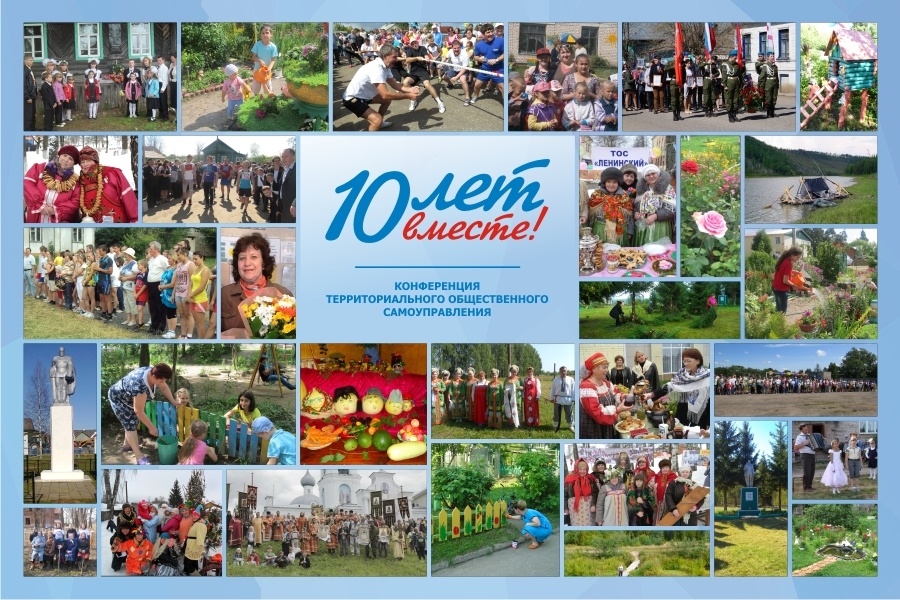 10 лет
вместе!
КОНФЕРЕНЦИЯ
ТЕРРИТОРИАЛЬНОГО ОБЩЕСТВЕННОГО
САМОУПРАВЛЕНИЯ
ТОС
«ЛЕНИНСКИЙ»